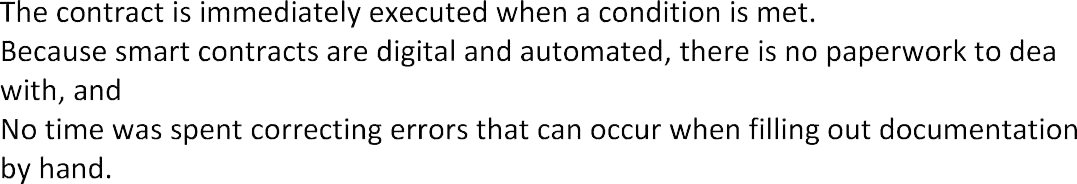 The contract is immediately executed when a condition is met.
Because smart contracts are digital and automated, there is no paperwork to dea
with, and
No time was spent correcting errors that can occur when filling out documentation
by hand.